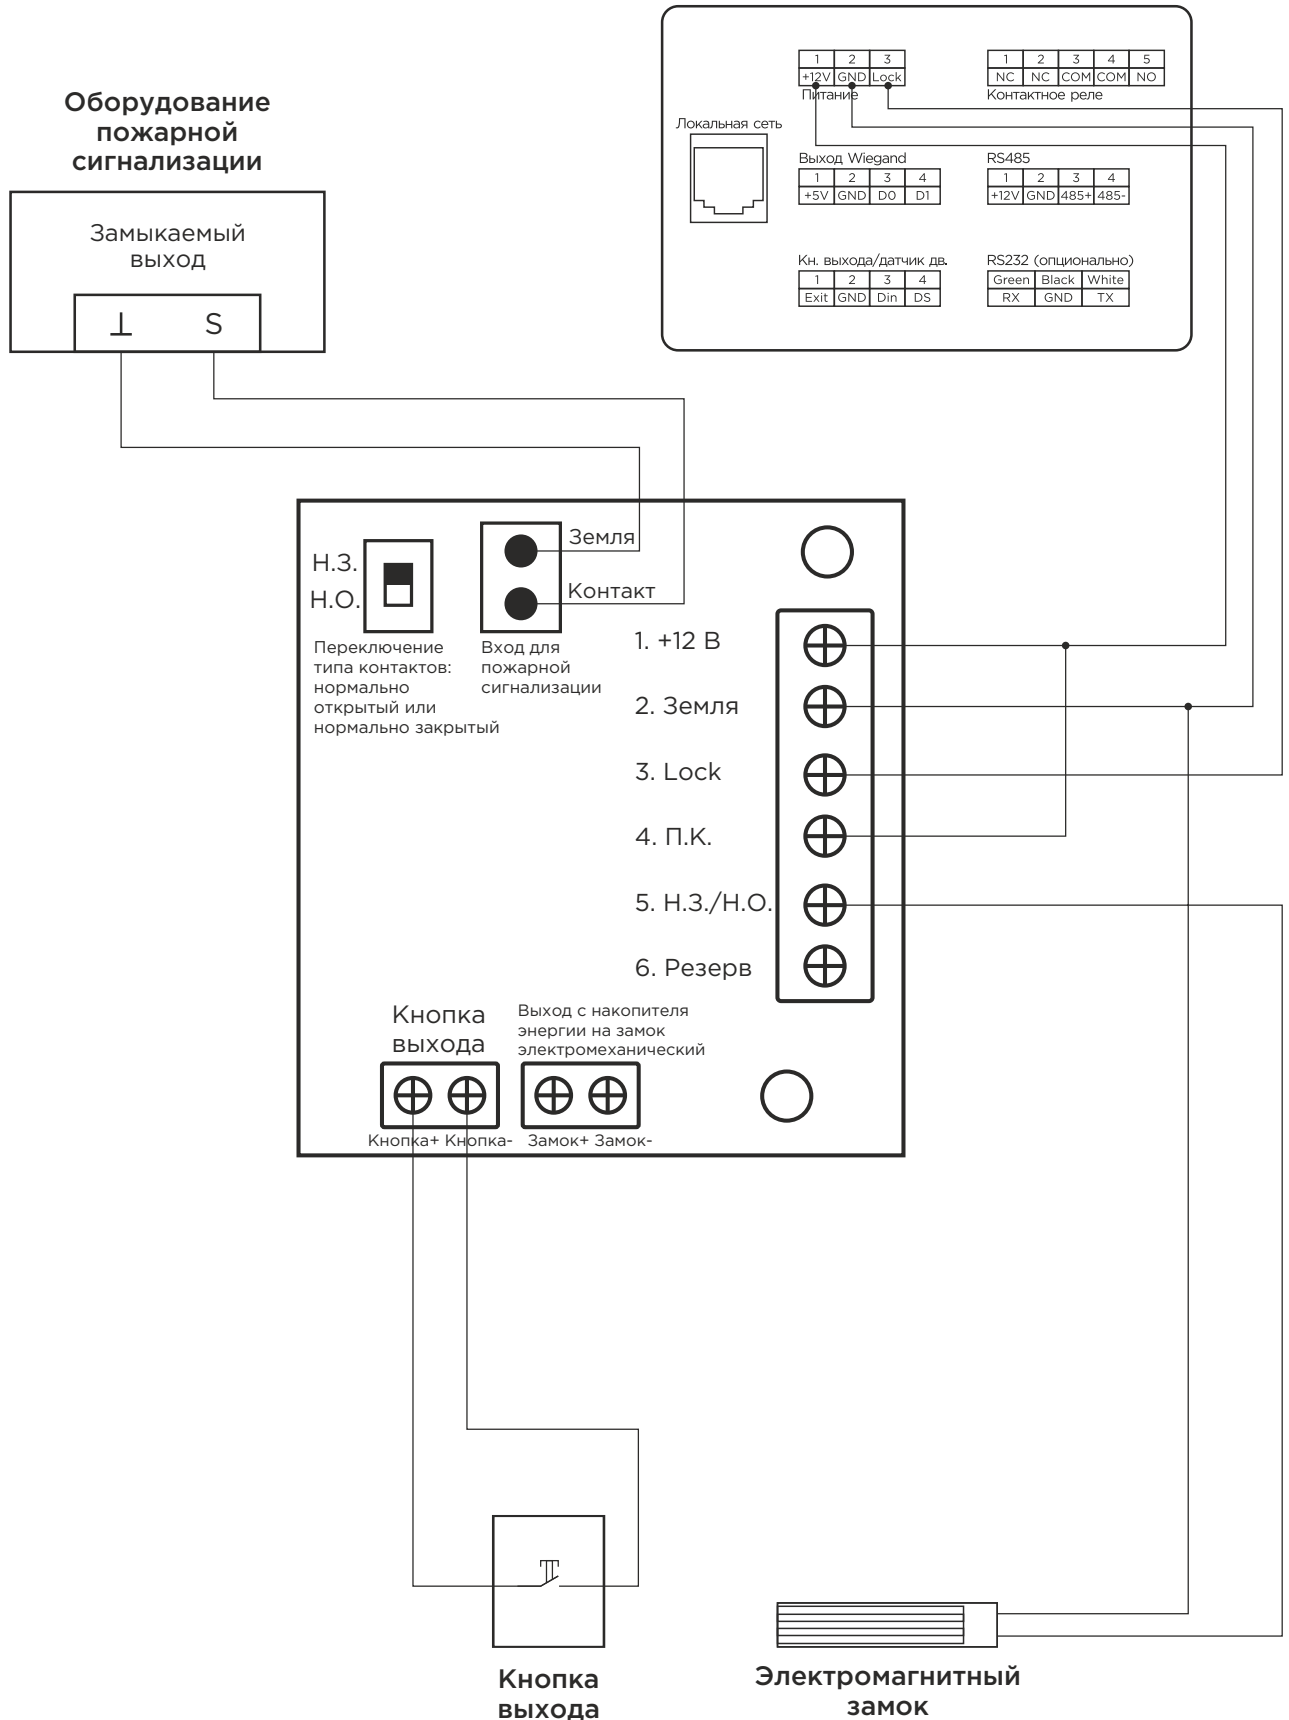 Оборудование
пожарной
сигнализации
Замыкаемый
выход
⊥ S
1 2 3
+12V GND Lock
Питание
1 2 3 4 5
NC NC COM COM NO
Контактное реле
Локальная сеть
Выход Wiegand
1 2 3 4
+5V GND D0 D1
RS485
1 2 3 4
+12V GND 485+ 485-
Кн. выхода/датчик дв.
1 2 3 4
Exit GND Din DS
RS232 (опционально)
Green Black White
RX GND TX
Н.З.
Н.О.
Переключение
типа контактов:
нормально
открытый или
нормально закрытый
Земля
Контакт
Вход для
пожарной
сигнализации
1. +12 В
2. Земля
3. Lock
4. П.К.
5. Н.З./Н.О.
6. Резерв
Кнопка
выхода
Выход с накопителя
энергии на замок
электромеханический
Кнопка+ Кнопка-
Замок+ Замок-
Кнопка
выхода
Электромагнитный
замок